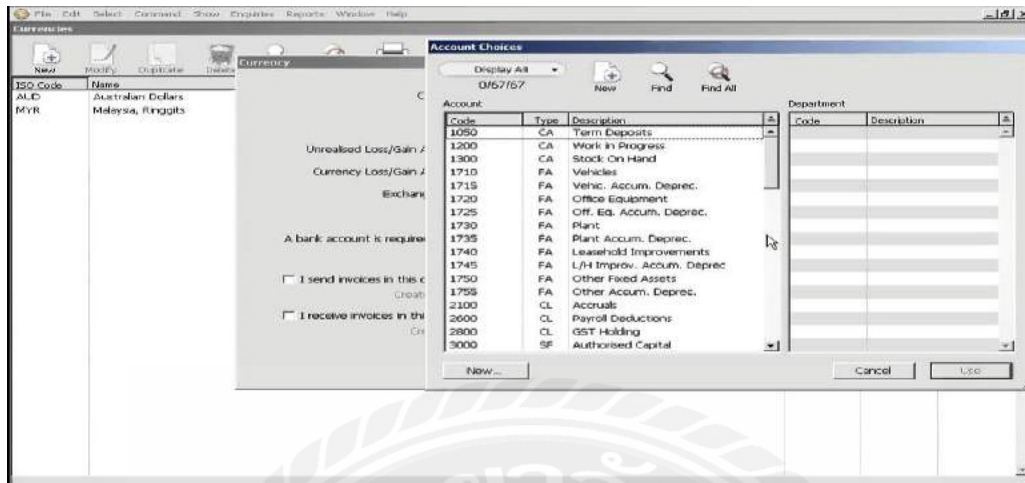 File Edit Select Command Show Enquiries Reports Window Help
Currencies
New Modify Duplicate
Currency
Account Choices
Display All
0/67/67
New Find Find All
ISO Code Name
AUD Australian Dollars
MYR Malaysia, Ringgits
Unrealised Loss/Gain A
Currency Loss/Gain A
Exchan
A bank account is require
I send invoices in this c
Creat
I receive invoices in thi
Account
Code Type Description
1050 CA Term Deposits
1200 CA Work in Progress
1300 CA Stock On Hand
1710 FA Vehicles
1715 FA Vehic. Accum. Deprec.
1720 FA Office Equipment
1725 FA Off. Eq. Accum. Deprec.
1730 FA Plant
1735 FA Plant Accum. Deprec.
1740 FA Leasehold Improvements
1745 FA L/H Improv. Accum. Deprec
1750 FA Other Fixed Assets
1755 FA Other Accum. Deprec.
2100 CL Accruals
2600 CL Payroll Deductions
2800 CL GST Holding
3000 SF Authorised Capital
Department
Code Description
New...
Cancel Use